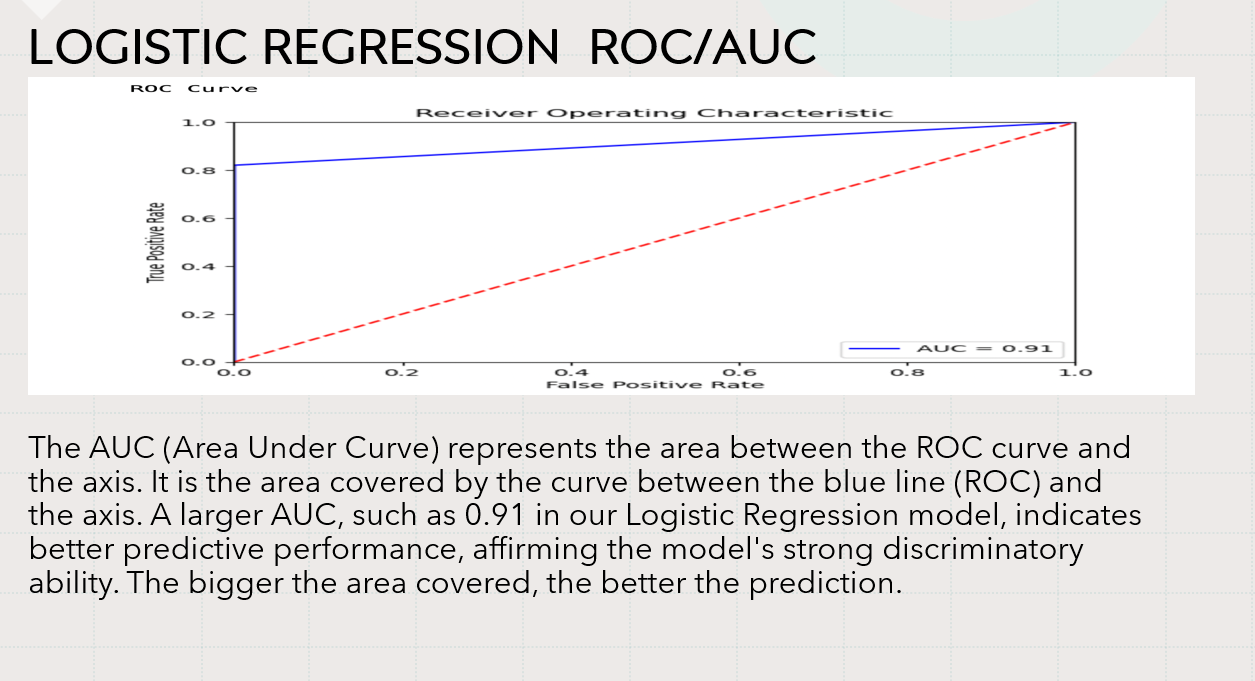 LOGISTIC REGRESSION ROC/AUC
ROC Curve
Receiver Operating Characteristic
1.0
0.8
0.6
0.4
0.2
0.0
True Positive Rate
AUC = 0.91
0.0 0.2 0.4 0.6 0.8 1.0
False Positive Rate
The AUC (Area Under Curve) represents the area between the ROC curve and
the axis. It is the area covered by the curve between the blue line (ROC) and
the axis. A larger AUC, such as 0.91 in our Logistic Regression model, indicates
better predictive performance, affirming the model's strong discriminatory
ability. The bigger the area covered, the better the prediction.